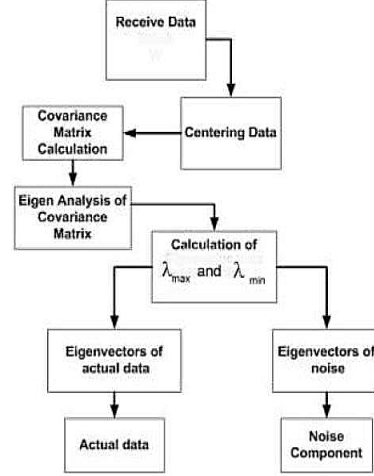 Receive Data
Centering Data
Covariance
Matrix
Calculation
Eigen Analysis of
Covariance
Matrix
Calculation of
λmax and λ min
Eigenvectors of
actual data
Eigenvectors of
noise
Actual data
Noise
Component